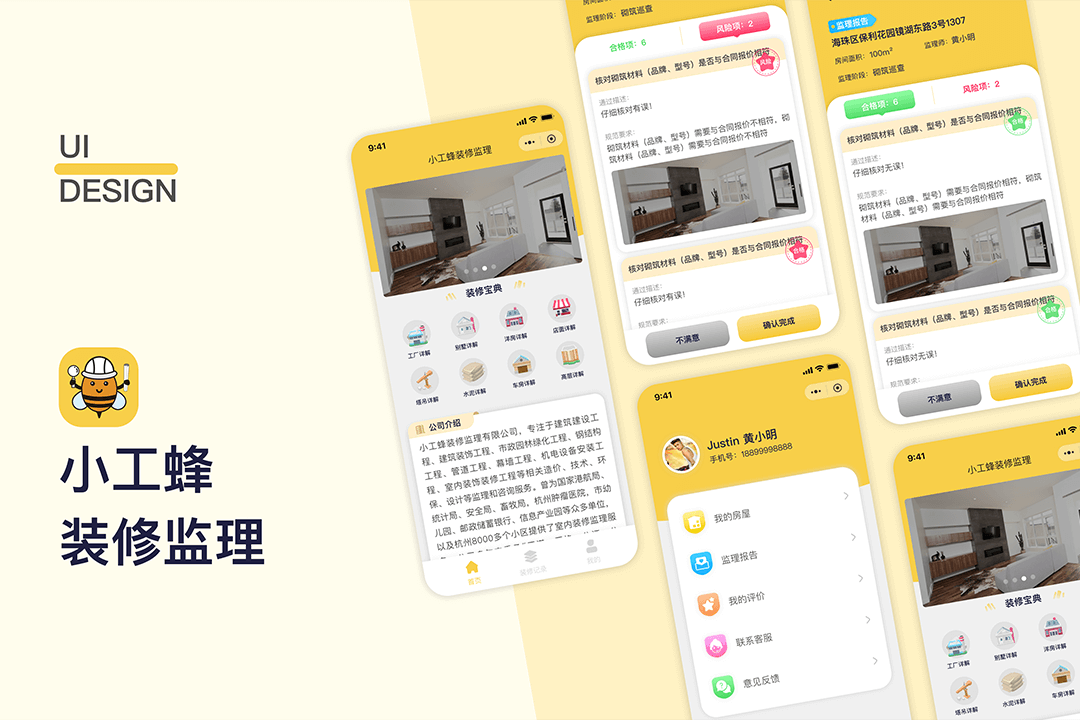 UI
DESIGN
小工蜂
装修监理
9:41
小工蜂装修监理
装修宝典
工厂详解
别墅详解
洋房详解
店面详解
塔吊详解
水泥详解
车房详解
高层详解
公司介绍
小工蜂装修监理有限公司，专注于建筑建设工
程、建筑装饰工程、市政园林绿化工程、钢结构
工程、管道工程、幕墙工程、机电设备安装工
程、室内装饰装修工程等相关造价、技术、环
保、设计等监理和咨询服务。曾为国家港航局、
统计局、安全局、畜牧局，杭州肿瘤医院，市幼
儿园、邮政储蓄银行、信息产业园等众多单位，
以及杭州8000多个小区提供了室内装修监理服
首页
装修记录
我的
监理阶段：砌筑巡查
合格项：6
风险项：2
核对砌筑材料（品牌、型号）是否与合同报价相符
风险
通过描述：
仔细核对有误！
规范要求：
砌筑材料（品牌、型号）需要与合同报价不相符，砌
筑材料（品牌、型号）需要与合同报价不相符
核对砌筑材料（品牌、型号）是否与合同报价相符
合格
通过描述：
仔细核对有误！
规范要求：
不满意
确认完成
监理报告
海珠区保利花园镜湖东路3号1307
房间面积：100m²
监理师：黄小明
监理阶段：砌筑巡查
合格项：6
风险项：2
核对砌筑材料（品牌、型号）是否与合同报价相符
合格
通过描述：
仔细核对无误！
规范要求：
砌筑材料（品牌、型号）需要与合同报价相符，砌筑
材料（品牌、型号）需要与合同报价相符
核对砌筑材料（品牌、型号）是否与合同报价相符
合格
通过描述：
仔细核对无误！
规范要求：
不满意
确认完成
9:41
Justin 黄小明
手机号：18899998888
我的房屋
监理报告
我的评价
联系客服
意见反馈
9:41
小工蜂装修监理
装修宝典
工厂详解
别墅详解
洋房详解
塔吊详解
水泥详解
车房详解